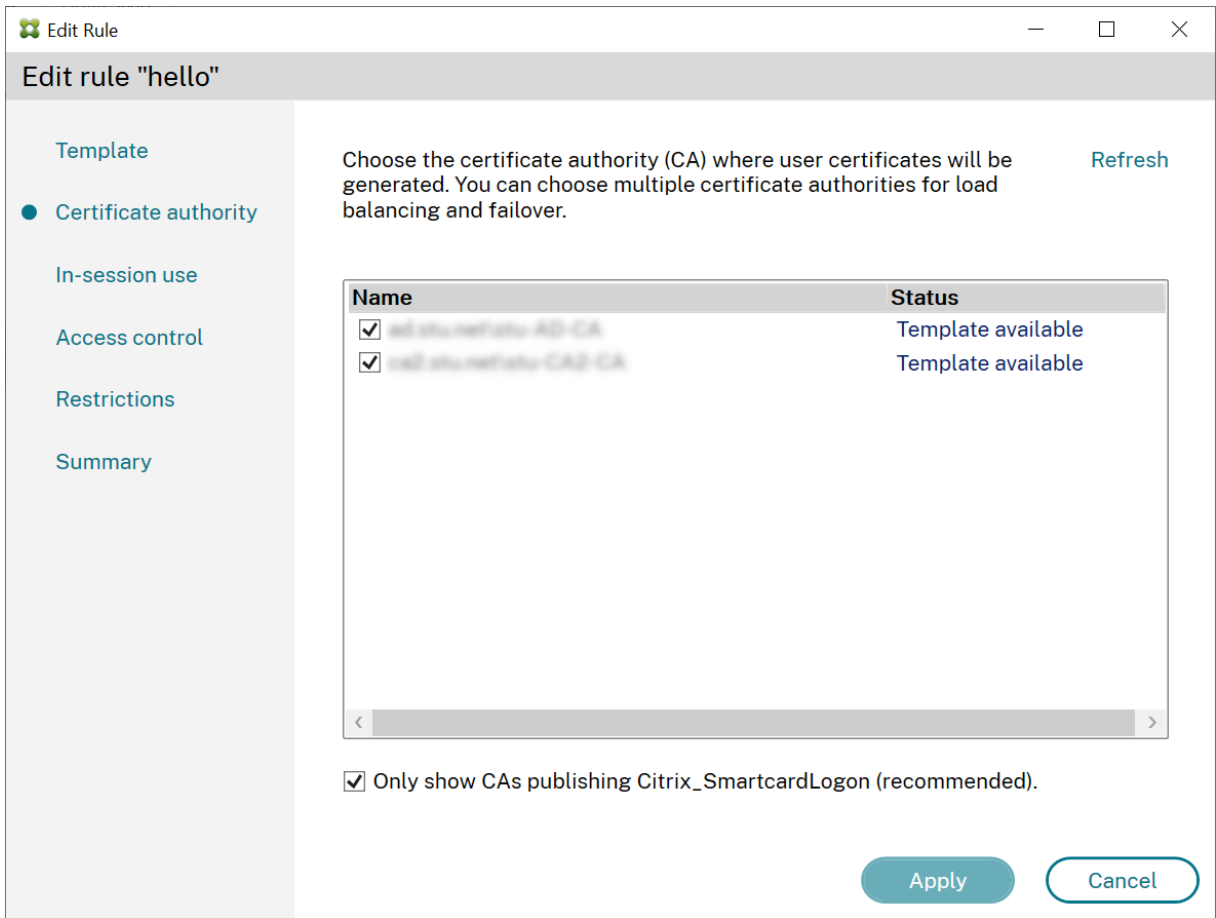 Edit Rule
Edit rule "hello"
Template
Certificate authority
In-session use
Access control
Restrictions
Summary
Choose the certificate authority (CA) where user certificates will be
generated. You can choose multiple certificate authorities for load
balancing and failover.
Refresh
Name Status
Template available
Template available
Only show CAs publishing Citrix_SmartcardLogon (recommended).
Apply Cancel